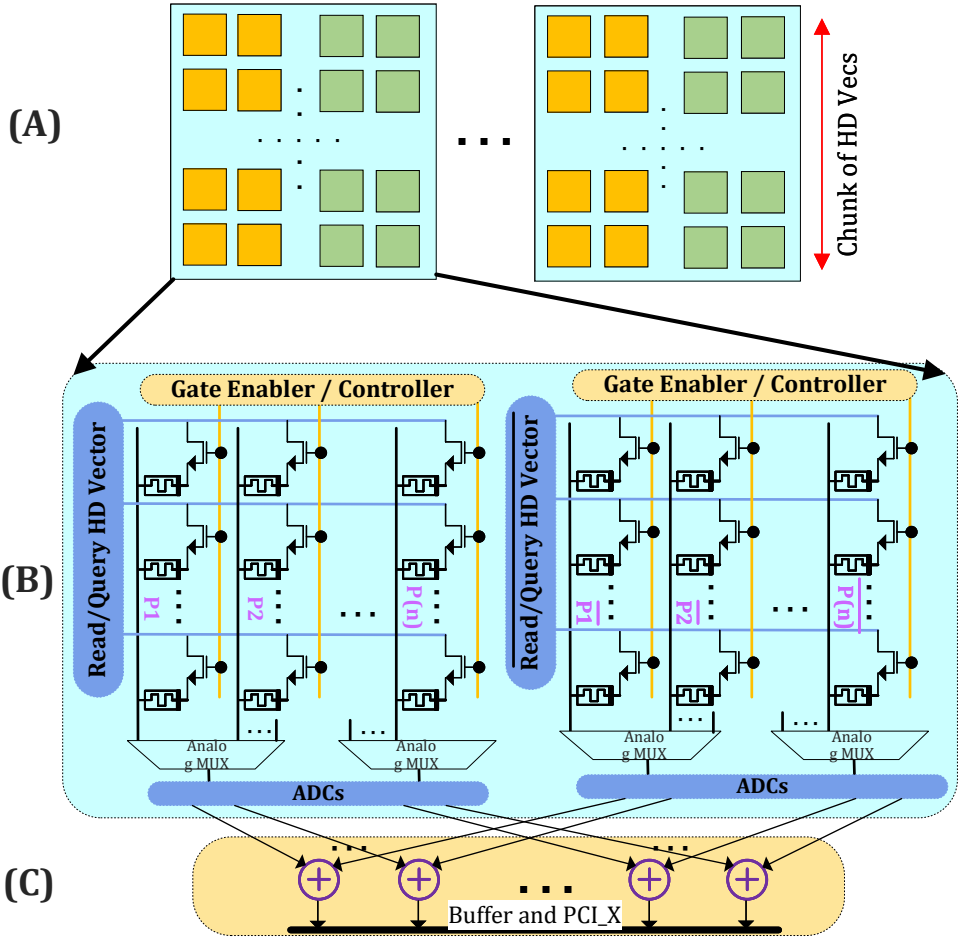 (A)
Chunk of HD Vecs
(B)
Gate Enabler / Controller
Gate Enabler / Controller
Read/Query HD Vector
Read/Query HD Vector
P1
P2
P(n)
P1
P2
P(n)
Analo
g MUX
Analo
g MUX
Analo
g MUX
Analo
g MUX
ADCs
ADCs
(C)
Buffer and PCI_X